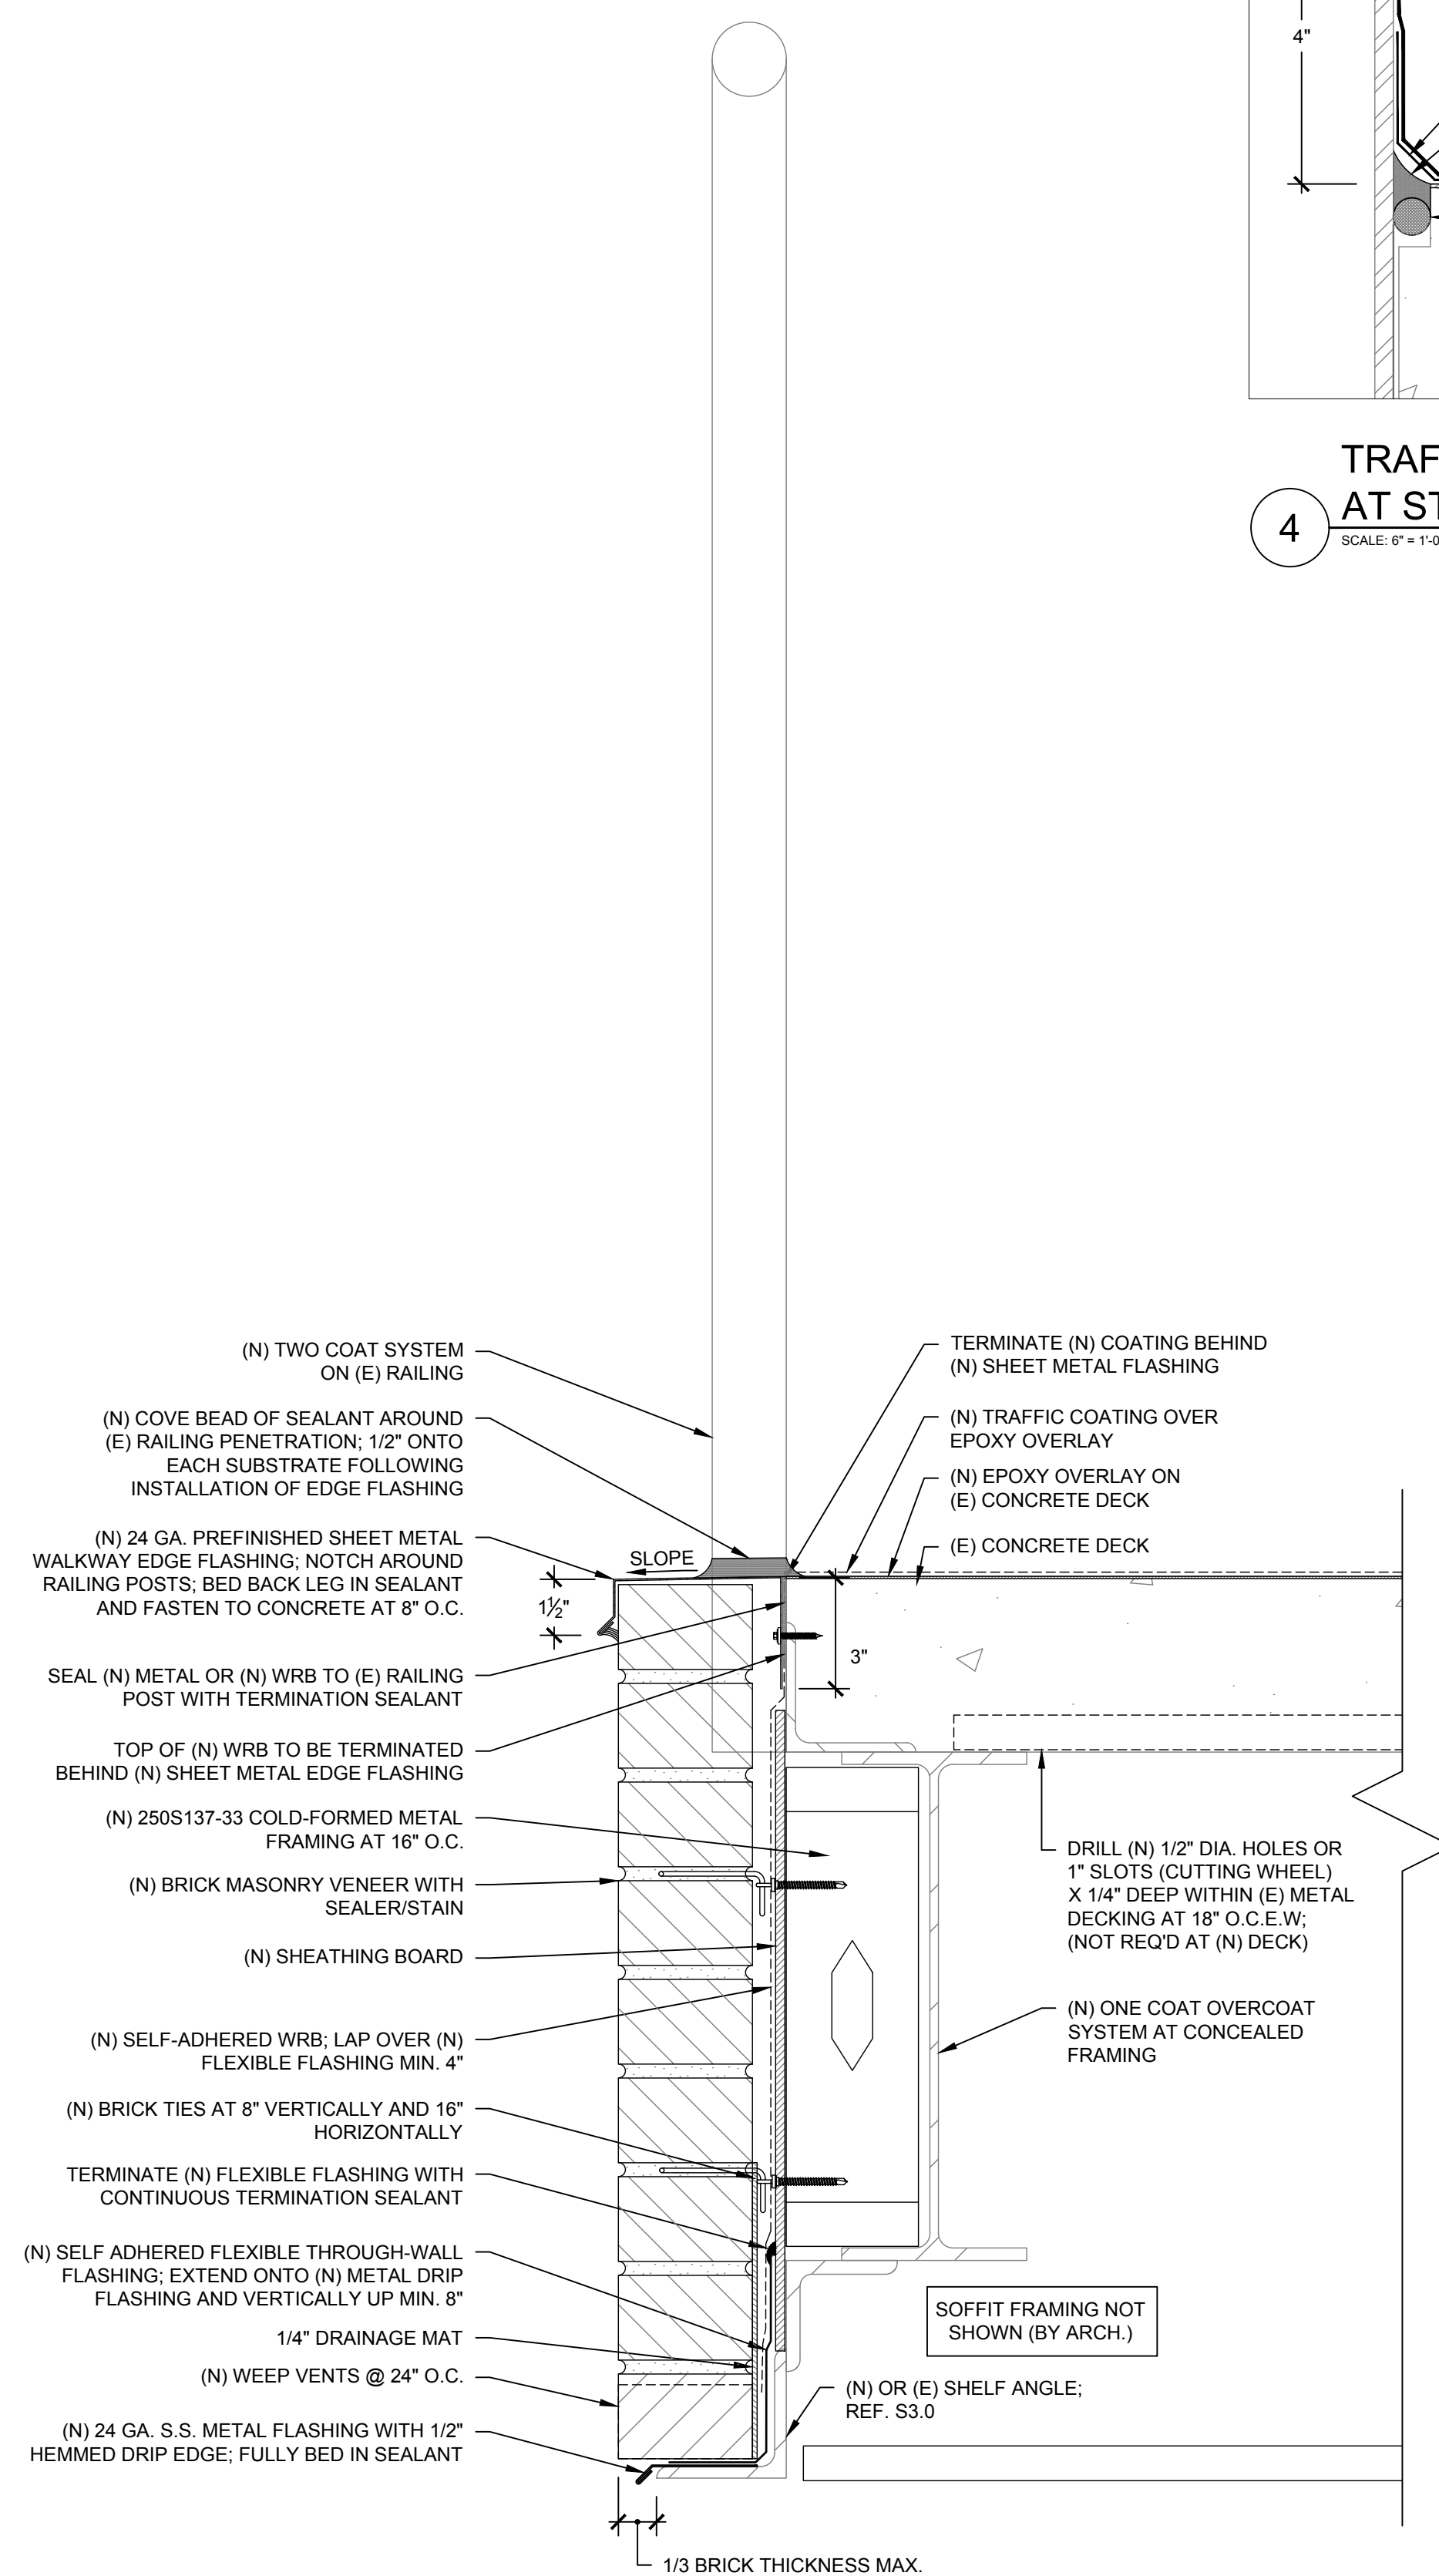 4"
TRAF
AT ST
4
SCALE: 6" = 1'-0
(N) TWO COAT SYSTEM
ON (E) RAILING
(N) COVE BEAD OF SEALANT AROUND
(E) RAILING PENETRATION; 1/2" ONTO
EACH SUBSTRATE FOLLOWING
INSTALLATION OF EDGE FLASHING
(N) 24 GA. PREFINISHED SHEET METAL
WALKWAY EDGE FLASHING; NOTCH AROUND
RAILING POSTS; BED BACK LEG IN SEALANT
AND FASTEN TO CONCRETE AT 8" O.C.
SEAL (N) METAL OR (N) WRB TO (E) RAILING
POST WITH TERMINATION SEALANT
TOP OF (N) WRB TO BE TERMINATED
BEHIND (N) SHEET METAL EDGE FLASHING
(N) 250S137-33 COLD-FORMED METAL
FRAMING AT 16" O.C.
(N) BRICK MASONRY VENEER WITH
SEALER/STAIN
(N) SHEATHING BOARD
(N) SELF-ADHERED WRB; LAP OVER (N)
FLEXIBLE FLASHING MIN. 4"
(N) BRICK TIES AT 8" VERTICALLY AND 16"
HORIZONTALLY
TERMINATE (N) FLEXIBLE FLASHING WITH
CONTINUOUS TERMINATION SEALANT
(N) SELF ADHERED FLEXIBLE THROUGH-WALL
FLASHING; EXTEND ONTO (N) METAL DRIP
FLASHING AND VERTICALLY UP MIN. 8"
1/4" DRAINAGE MAT
(N) WEEP VENTS @ 24" O.C.
(N) 24 GA. S.S. METAL FLASHING WITH 1/2"
HEMMED DRIP EDGE; FULLY BED IN SEALANT
SLOPE
1½"
3"
TERMINATE (N) COATING BEHIND
(N) SHEET METAL FLASHING
(N) TRAFFIC COATING OVER
EPOXY OVERLAY
(N) EPOXY OVERLAY ON
(E) CONCRETE DECK
(E) CONCRETE DECK
DRILL (N) 1/2" DIA. HOLES OR
1" SLOTS (CUTTING WHEEL)
X 1/4" DEEP WITHIN (E) METAL
DECKING AT 18" O.C.E.W;
(NOT REQ'D AT (N) DECK)
(N) ONE COAT OVERCOAT
SYSTEM AT CONCEALED
FRAMING
SOFFIT FRAMING NOT
SHOWN (BY ARCH.)
(N) OR (E) SHELF ANGLE;
REF. S3.0
1/3 BRICK THICKNESS MAX.